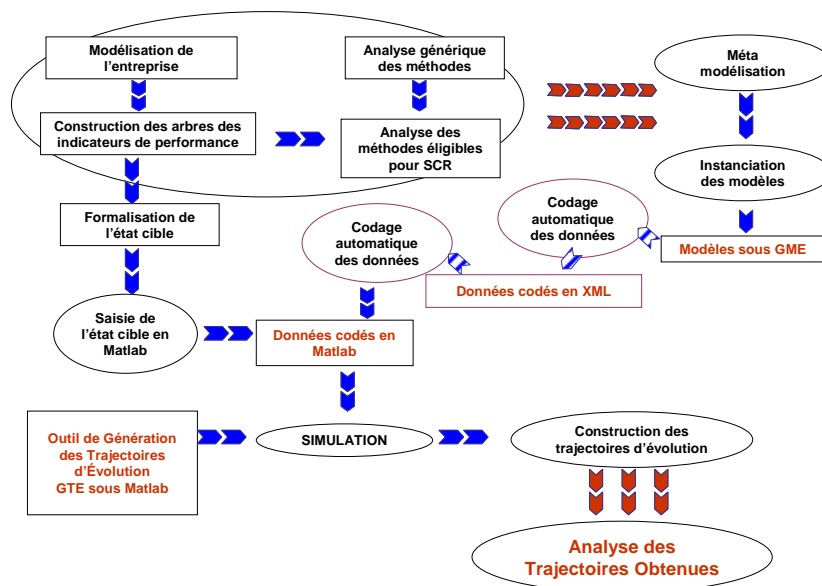 Modélisation de
l'entreprise
Analyse générique
des méthodes
Méta
modélisation
Construction des arbres des
indicateurs de performance
Analyse des
méthodes éligibles
pour SCR
Instanciation
des modèles
Formalisation de
l'état cible
Codage
automatique
des données
Codage
automatique
des données
Modèles sous GME
Données codés en XML
Saisie de
l'état cible en
Matlab
Données codés en
Matlab
Outil de Génération
des Trajectoires
d'Évolution
GTE sous Matlab
SIMULATION
Construction des
trajectoires d'évolution
Analyse des
Trajectoires Obtenues